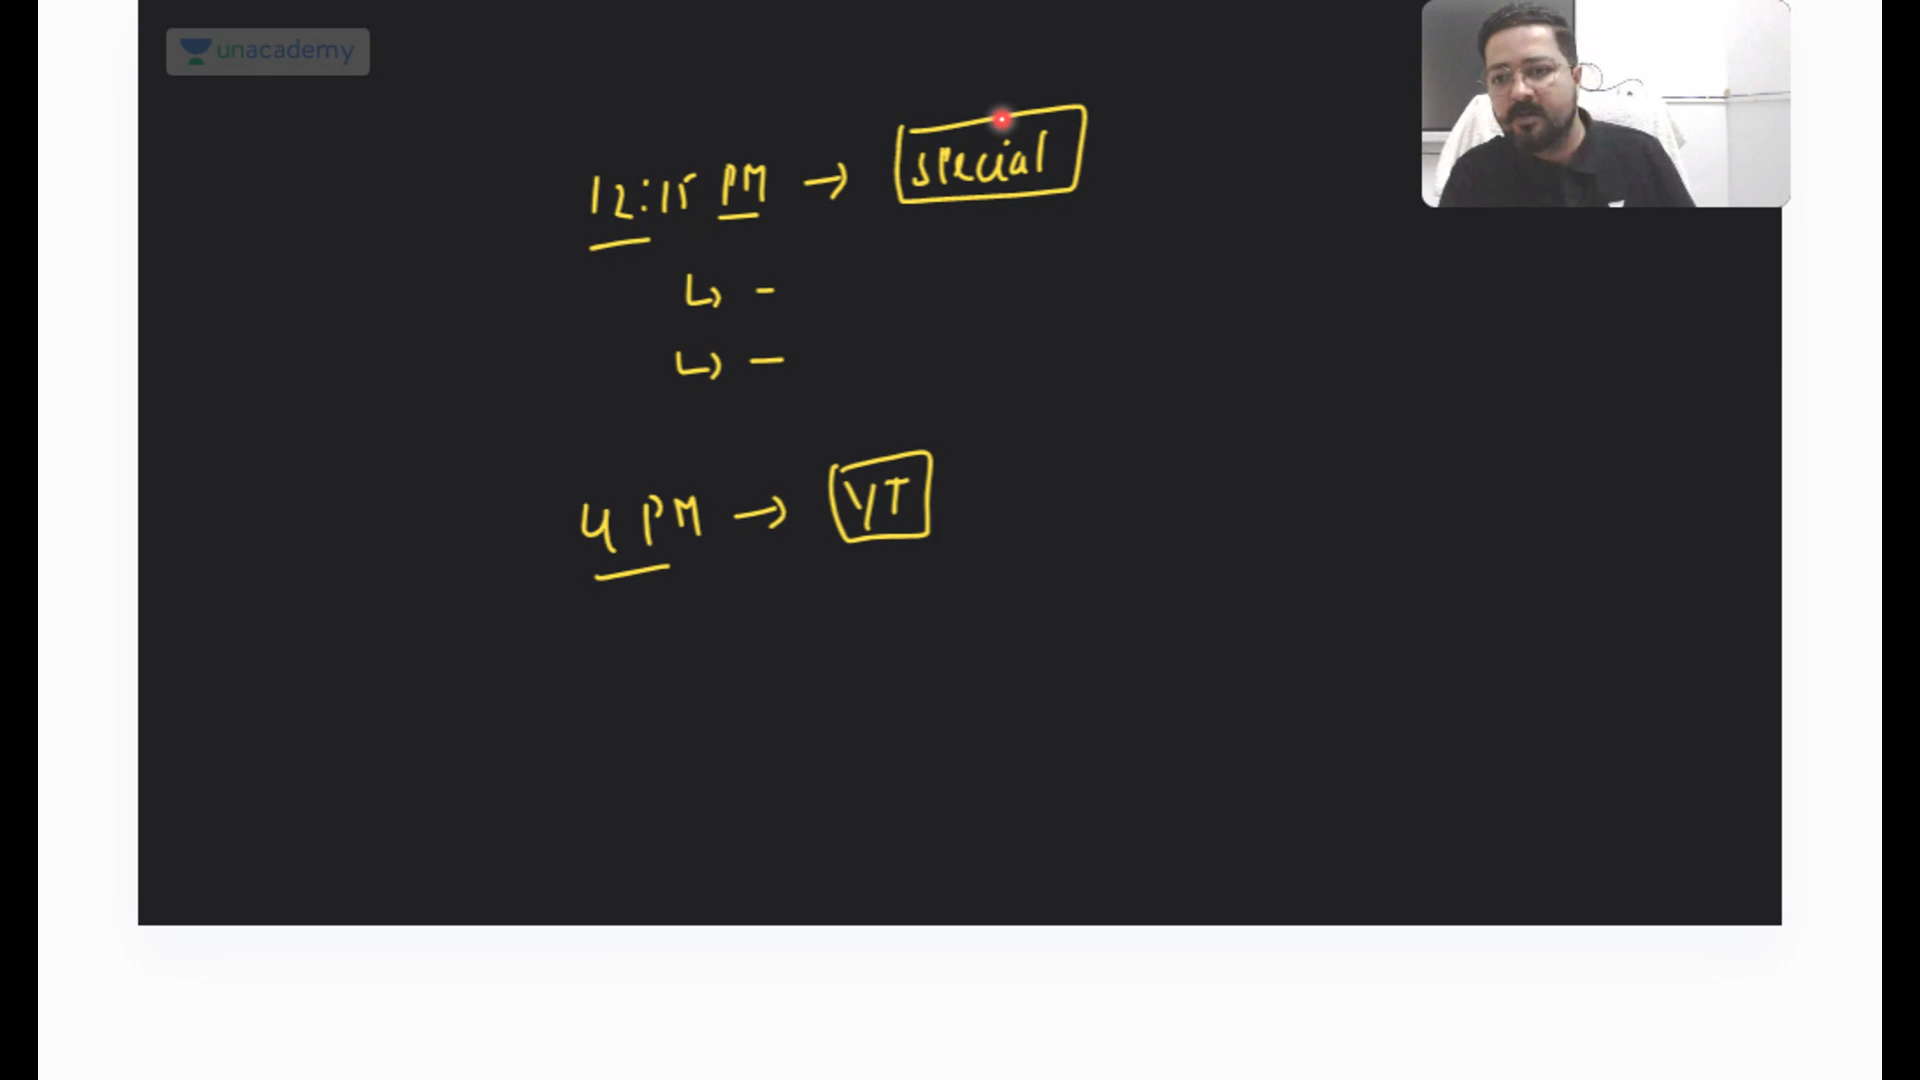 unacademy
12:15 PM → special
↳ -
↳ -
4 PM → YT